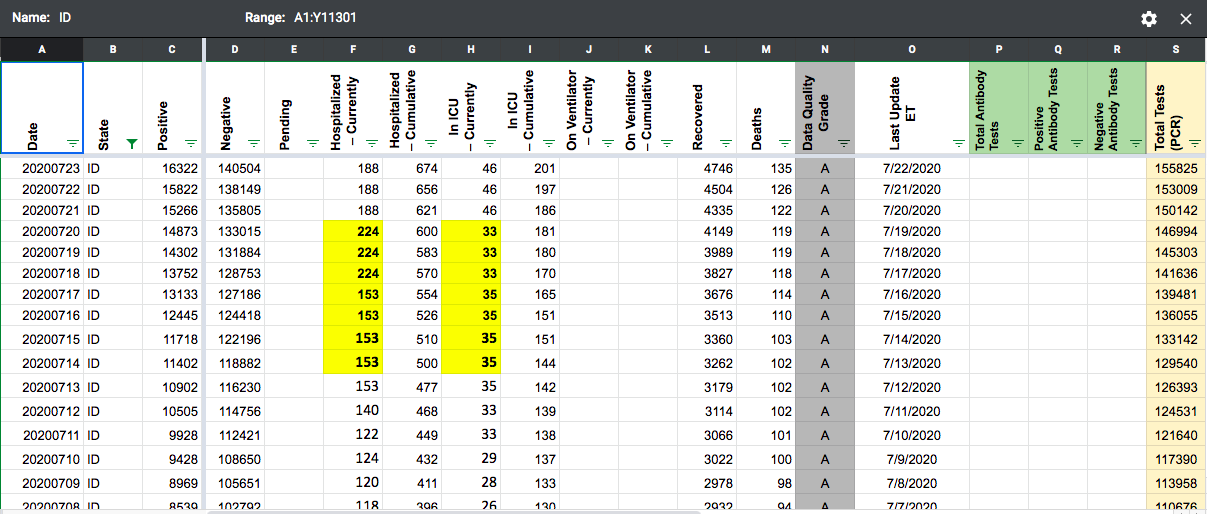 Name: ID Range: A1:Y11301
A B C D E F G H I J K L M N O P Q R S
Date State Positive Negative Pending Hospitalized – Currently Hospitalized – Cumulative In ICU – Currently In ICU – Cumulative On Ventilator – Currently On Ventilator – Cumulative Recovered Deaths Data Quality Grade Last Update ET Total Antibody Tests Positive Antibody Tests Negative Antibody Tests Total Tests (PCR)
20200723 ID 16322 140504 188 674 46 201 4746 135 A 7/22/2020 155825
20200722 ID 15822 138149 188 656 46 197 4504 126 A 7/21/2020 153009
20200721 ID 15266 135805 188 621 46 186 4335 122 A 7/20/2020 150142
20200720 ID 14873 133015 224 600 33 181 4149 119 A 7/19/2020 146994
20200719 ID 14302 131884 224 583 33 180 3989 119 A 7/18/2020 145303
20200718 ID 13752 128753 224 570 33 170 3827 118 A 7/17/2020 141636
20200717 ID 13133 127186 153 554 35 165 3676 114 A 7/16/2020 139481
20200716 ID 12445 124418 153 526 35 151 3513 110 A 7/15/2020 136055
20200715 ID 11718 122196 153 510 35 151 3360 103 A 7/14/2020 133142
20200714 ID 11402 118882 153 500 35 144 3262 102 A 7/13/2020 129540
20200713 ID 10902 116230 153 477 35 142 3179 102 A 7/12/2020 126393
20200712 ID 10505 114756 140 468 33 139 3114 102 A 7/11/2020 124531
20200711 ID 9928 112421 122 449 33 138 3066 101 A 7/10/2020 121640
20200710 ID 9428 108650 124 432 29 137 3022 100 A 7/9/2020 117390
20200709 ID 8969 105651 120 411 28 133 2978 98 A 7/8/2020 113958
20200708 ID 8539 102792 118 396 26 130 2932 94 A 7/7/2020 110676